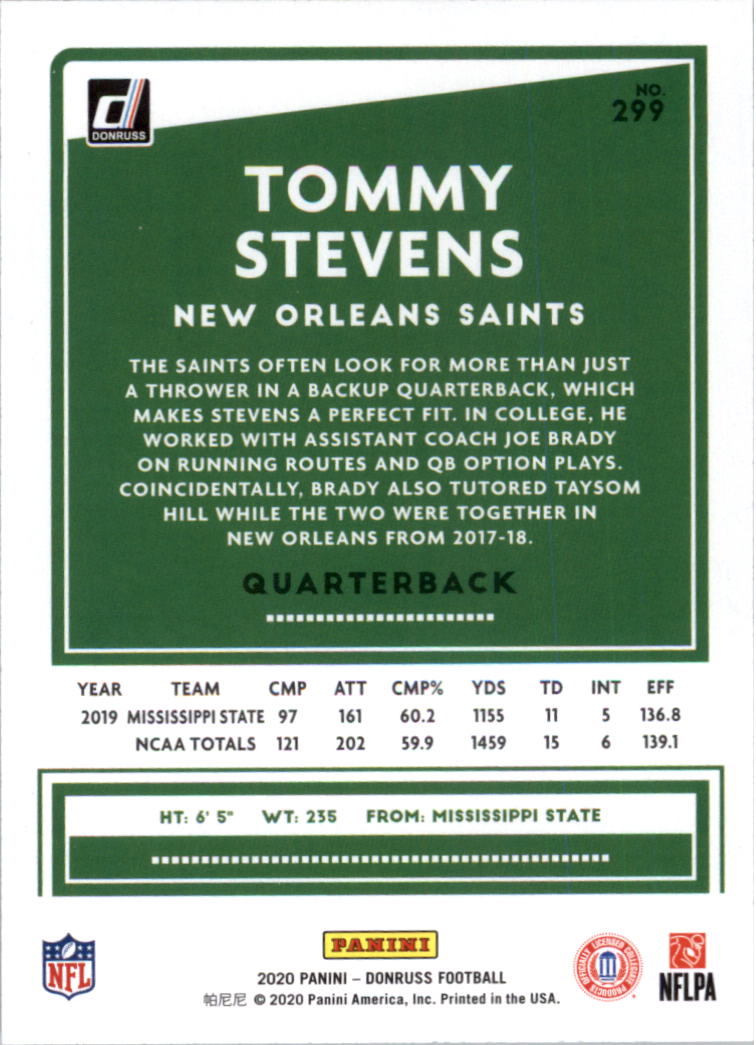 DONRUSS
NO.
299
TOMMY
STEVENS
NEW ORLEANS SAINTS
THE SAINTS OFTEN LOOK FOR MORE THAN JUST
A THROWER IN A BACKUP QUARTERBACK, WHICH
MAKES STEVENS A PERFECT FIT. IN COLLEGE, HE
WORKED WITH ASSISTANT COACH JOE BRADY
ON RUNNING ROUTES AND QB OPTION PLAYS.
COINCIDENTALLY, BRADY ALSO TUTORED TAYSOM
HILL WHILE THE TWO WERE TOGETHER IN
NEW ORLEANS FROM 2017-18.
QUARTERBACK
YEAR TEAM CMP ATT CMP% YDS TD INT EFF
2019 MISSISSIPPI STATE 97 161 60.2 1155 11 5 136.8
NCAA TOTALS 121 202 59.9 1459 15 6 139.1
HT: 6' 5" WT: 235 FROM: MISSISSIPPI STATE
NFL
PANINI
OFFICIALLY LICENSED COLLEGIATE PRODUCTS
NFLPA
2020 PANINI – DONRUSS FOOTBALL
帕尼尼 © 2020 Panini America, Inc. Printed in the USA.